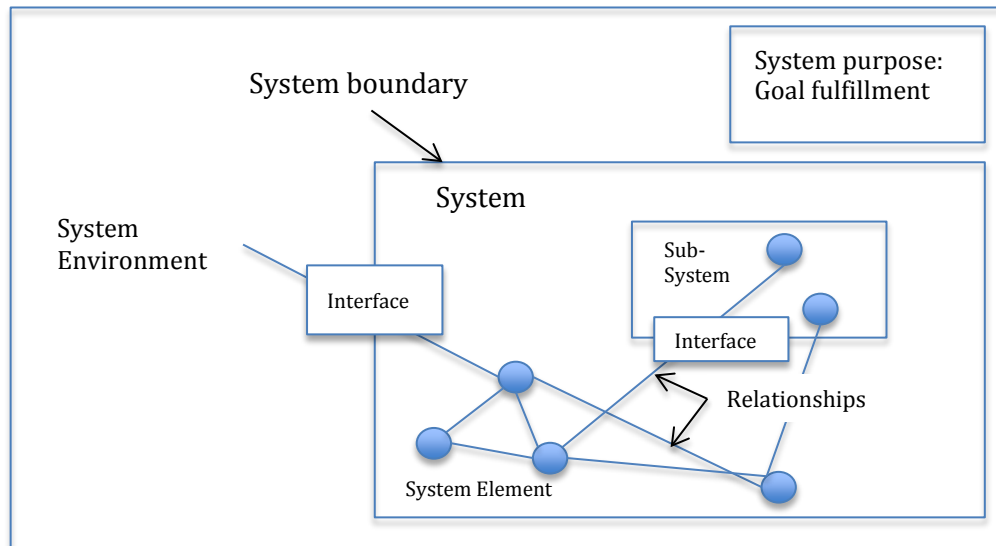 System purpose:
Goal fulfillment
System boundary
System
System
Environment
Sub-
System
Interface
Interface
Relationships
System Element